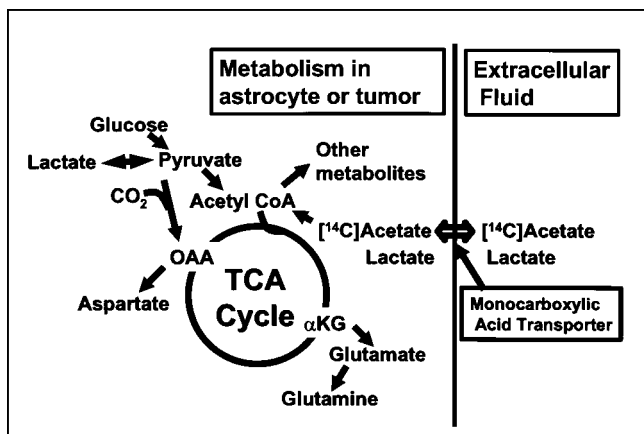 Metabolism in
astrocyte or tumor
Extracellular
Fluid
Glucose
Lactate
Pyruvate
Other
metabolites
CO₂
Acetyl CoA
[¹⁴C]Acetate
Lactate
[¹⁴C]Acetate
Lactate
OAA
TCA
Cycle
Aspartate
αKG
Monocarboxylic
Acid Transporter
Glutamate
Glutamine